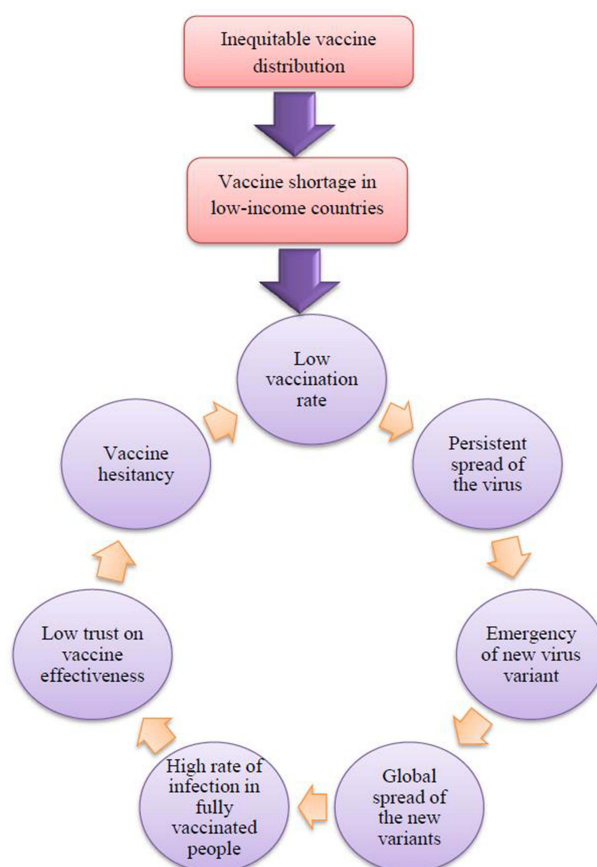 Inequitable vaccine
distribution
Vaccine shortage in
low-income countries
Low
vaccination
rate
Persistent
spread of
the virus
Emergency
of new virus
variant
Global
spread of
the new
variants
High rate of
infection in
fully
vaccinated
people
Low trust on
vaccine
effectiveness
Vaccine
hesitancy